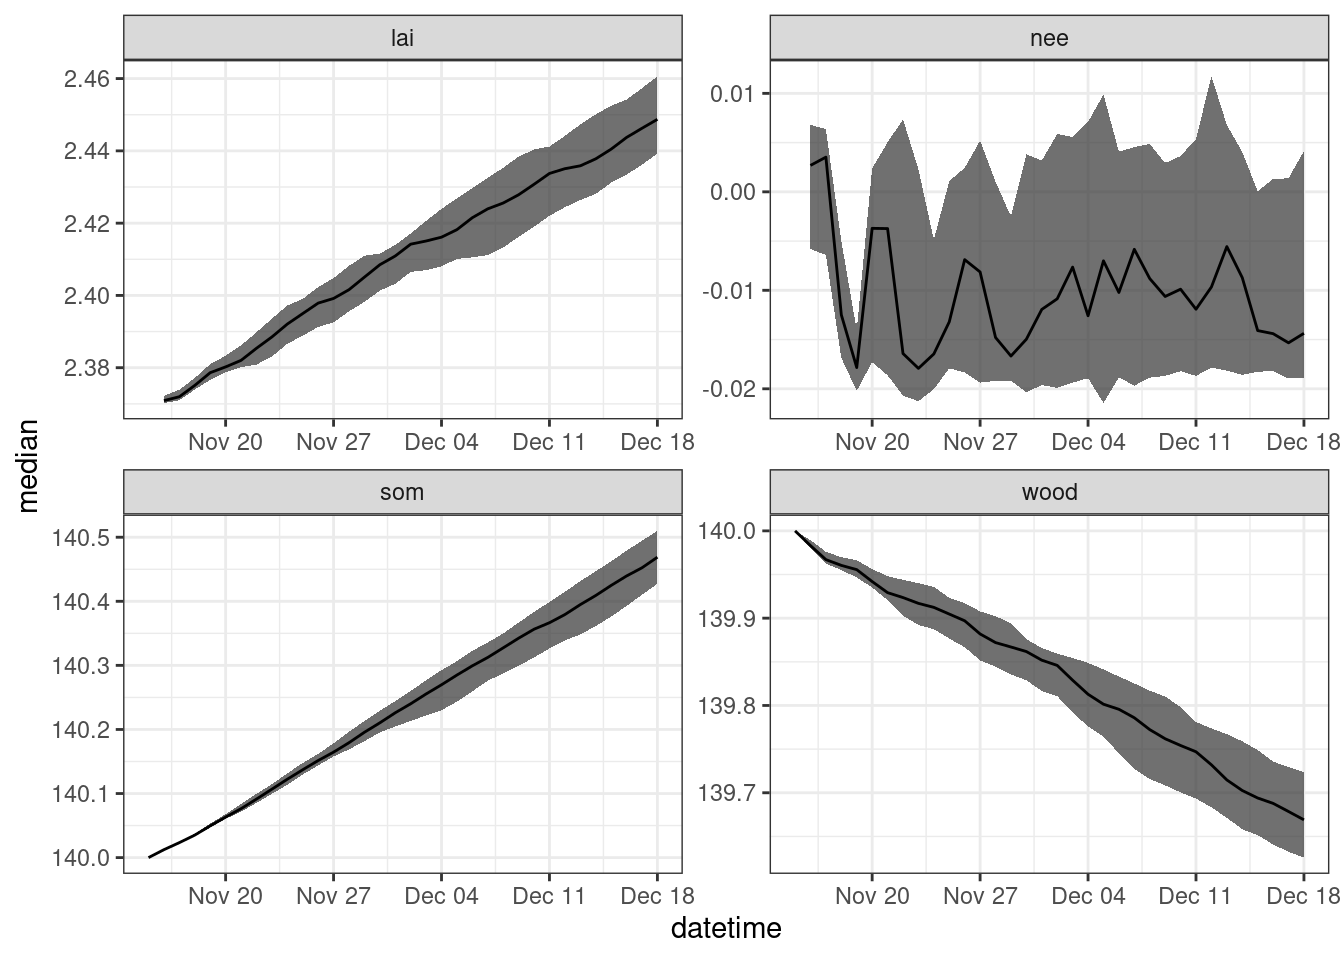 lai
nee
2.46
2.44
2.42
2.40
2.38
0.01
0.00
-0.01
-0.02
Nov 20 Nov 27 Dec 04 Dec 11 Dec 18
Nov 20 Nov 27 Dec 04 Dec 11 Dec 18
median
som
wood
140.5
140.4
140.3
140.2
140.1
140.0
140.0
139.9
139.8
139.7
Nov 20 Nov 27 Dec 04 Dec 11 Dec 18
Nov 20 Nov 27 Dec 04 Dec 11 Dec 18
datetime